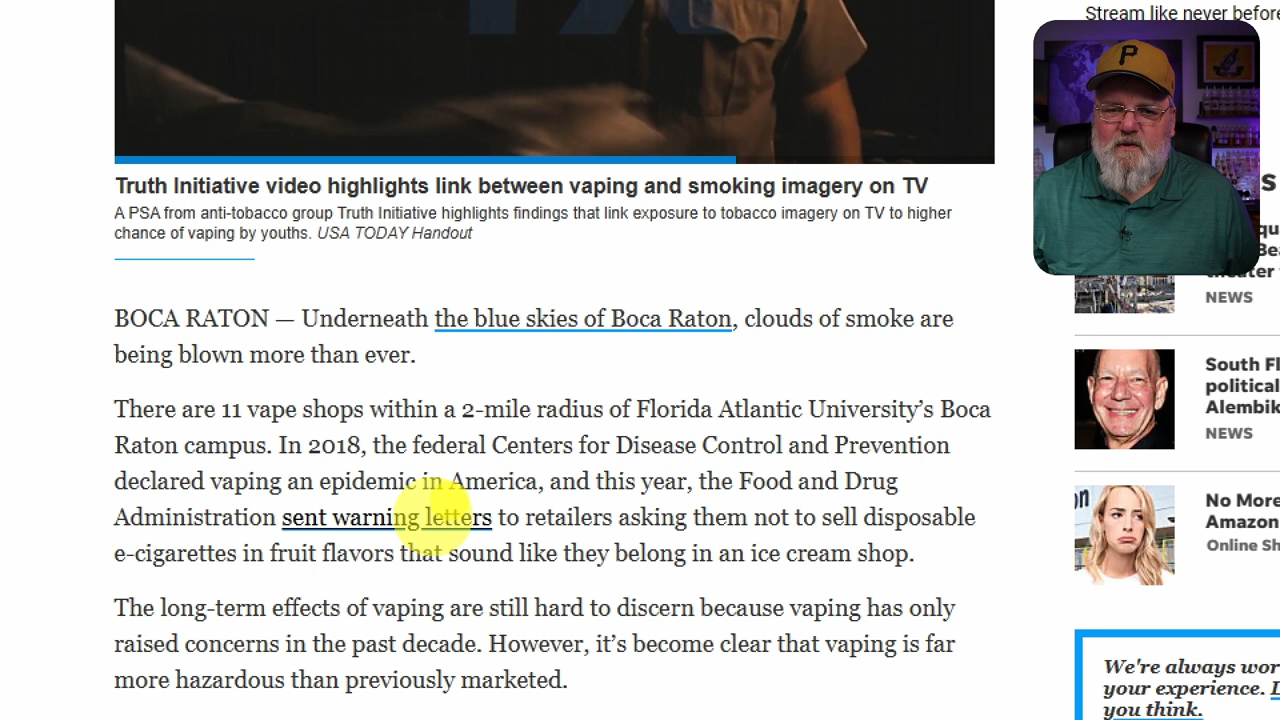 Stream like never before
Truth Initiative video highlights link between vaping and smoking imagery on TV
A PSA from anti-tobacco group Truth Initiative highlights findings that link exposure to tobacco imagery on TV to higher
chance of vaping by youths. USA TODAY Handout
BOCA RATON — Underneath the blue skies of Boca Raton, clouds of smoke are
being blown more than ever.
There are 11 vape shops within a 2-mile radius of Florida Atlantic University’s Boca
Raton campus. In 2018, the federal Centers for Disease Control and Prevention
declared vaping an epidemic in America, and this year, the Food and Drug
Administration sent warning letters to retailers asking them not to sell disposable
e-cigarettes in fruit flavors that sound like they belong in an ice cream shop.
The long-term effects of vaping are still hard to discern because vaping has only
raised concerns in the past decade. However, it’s become clear that vaping is far
more hazardous than previously marketed.
P
NEWS
South Fl
political
Alembik
NEWS
No More
Amazon
Online Sh
We're always wor
your experience.
you think.